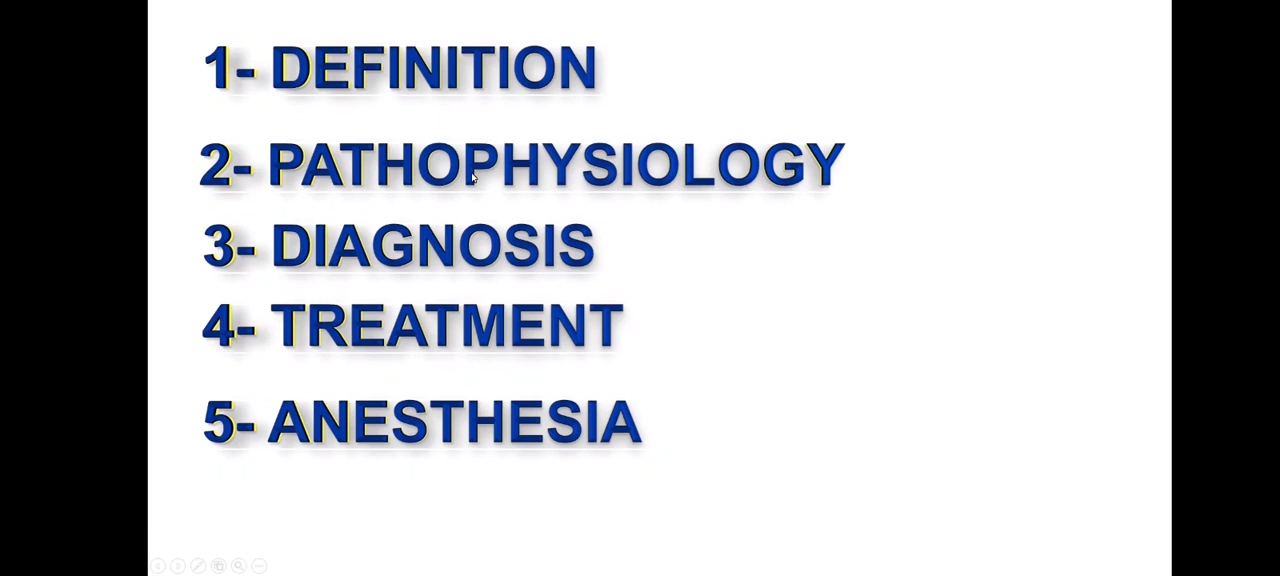 1- DEFINITION
2- PATHOPHYSIOLOGY
3- DIAGNOSIS
4- TREATMENT
5- ANESTHESIA